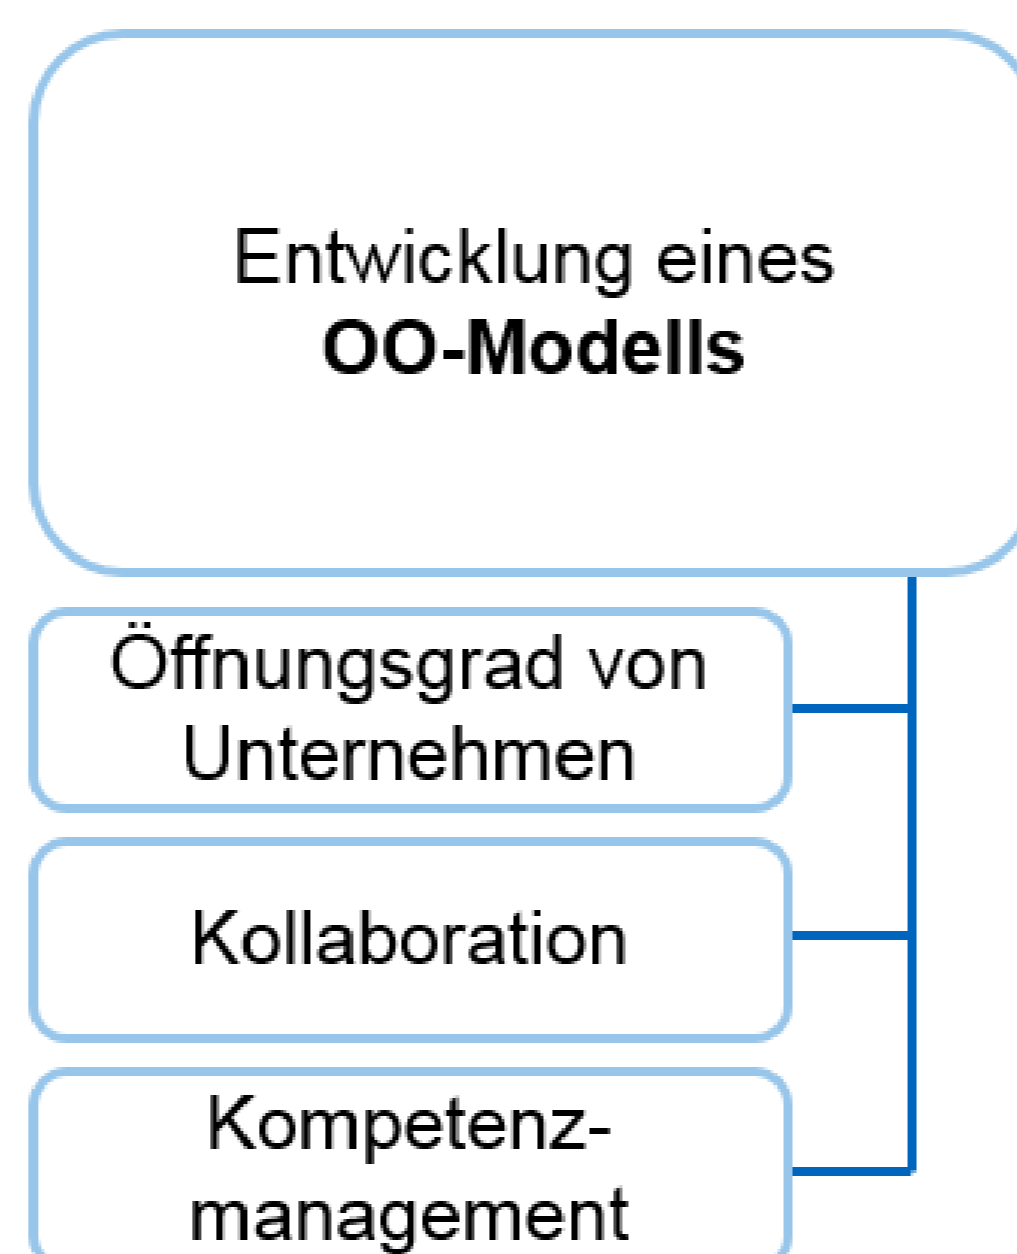 Entwicklung eines
OO-Modells
Öffnungsgrad von
Unternehmen
Kollaboration
Kompetenz-
management